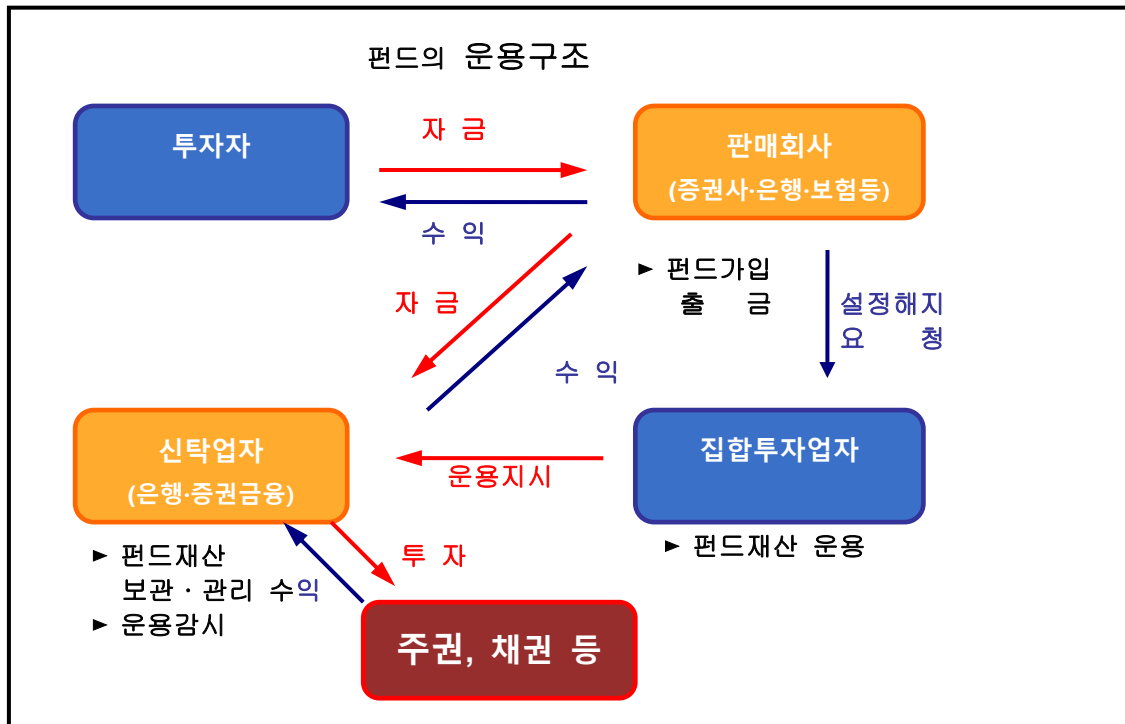 펀드의 운용구조
투자자
자 금
판매회사
(증권사·은행·보험등)
수 익
► 펀드가입
출 금
자 금
설정해지
요 청
수 익
신탁업자
(은행·증권금융)
운용지시
집합투자업자
► 펀드재산 운용
► 펀드재산
보관 · 관리 수익
► 운용감시
투 자
주권, 채권 등